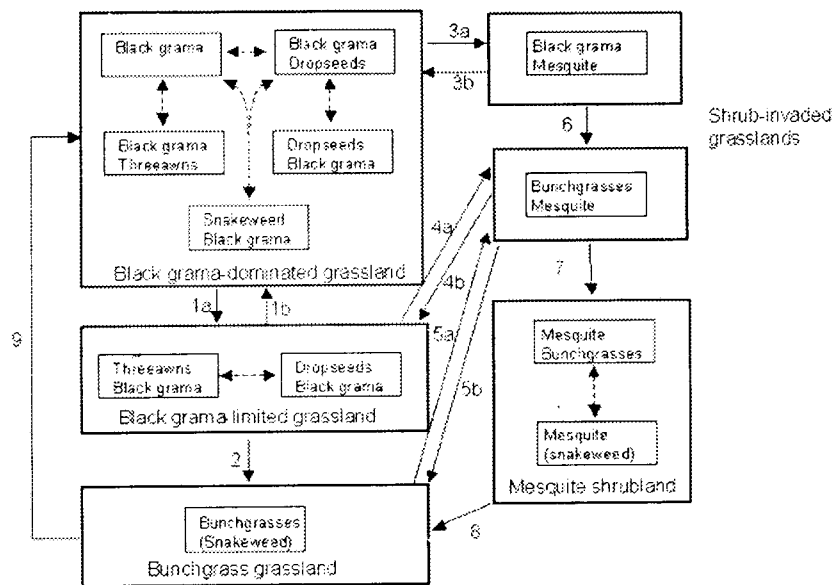 Black grama
Black grama
Dropseeds
Black grama
Threeawns
Dropseeds
Black grama
Snakeweed
Black grama
Black grama-dominated grassland
3a
3b
Black grama
Mesquite
6
Shrub-invaded
grasslands
Bunchgrasses
Mesquite
4a
4b
5a
5b
7
1a
1b
9
Threeawns
Black grama
Dropseeds
Black grama
Black grama-limited grassland
Mesquite
Bunchgrasses
Mesquite
(snakeweed)
Mesquite shrubland
2
8
Bunchgrasses
(Snakeweed)
Bunchgrass grassland